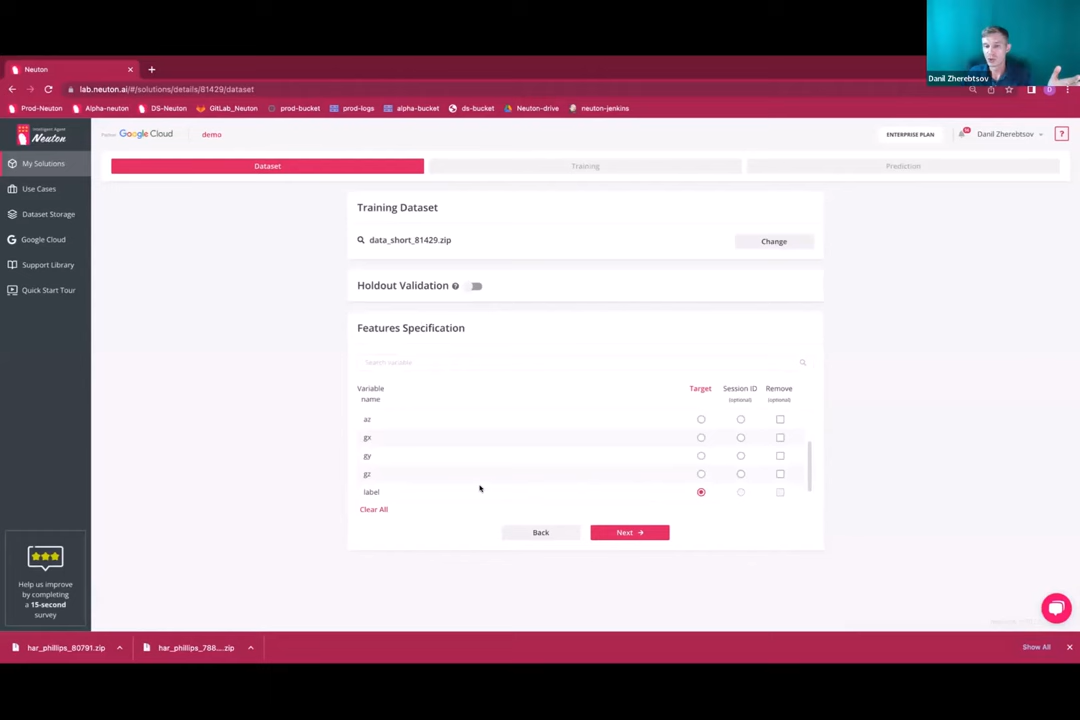 Danil Zherebtsov
Neuton
lab.neuton.ai/#/solutions/details/81429/dataset
Prod-Neuton
Alpha-neuton
DS-Neuton
GitLab_Neuton
prod-bucket
prod-logs
alpha-bucket
ds-bucket
Neuton-drive
neuton-jenkins
Neuton
Google Cloud
demo
ENTERPRISE PLAN
Danil Zherebtsov
?
My Solutions
Use Cases
Dataset Storage
Google Cloud
Support Library
Quick Start Tour
Dataset
Training
Prediction
Training Dataset
data_short_81429.zip
Change
Holdout Validation
Features Specification
Search variable
Variable
name
Target
Session ID
(optional)
Remove
(optional)
az
gx
gy
gz
label
Clear All
Back
Next
Help us improve
by completing
a 15-second
survey
har_phillips_80791.zip
har_phillips_788....zip
Show All